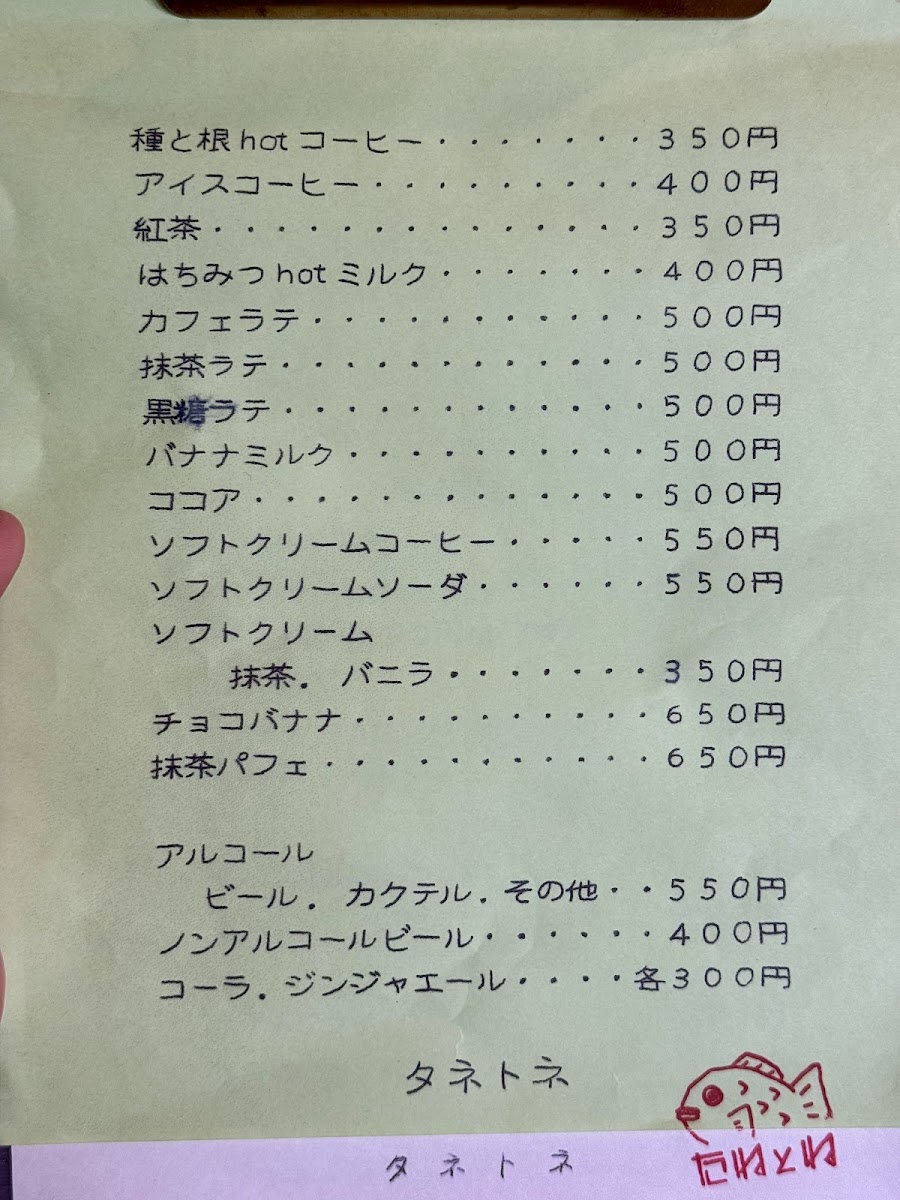 種と根hotコーヒー・・・・・・・350円
アイスコーヒー・・・・・・・・・400円
紅茶・・・・・・・・・・・・・・350円
はちみつhotミルク・・・・・・・400円
カフェラテ・・・・・・・・・・・500円
抹茶ラテ・・・・・・・・・・・・500円
黒糖ラテ・・・・・・・・・・・・500円
バナナミルク・・・・・・・・・・500円
ココア・・・・・・・・・・・・・500円
ソフトクリームコーヒー・・・・・550円
ソフトクリームソーダ・・・・・・550円
ソフトクリーム
抹茶. バニラ・・・・・・・350円
チョコバナナ・・・・・・・・・・650円
抹茶パフェ・・・・・・・・・・・650円
アルコール
ビール. カクテル.その他・・550円
ノンアルコールビール・・・・・・400円
コーラ.ジンジャエール・・・・各300円
タネトネ
タネトネ